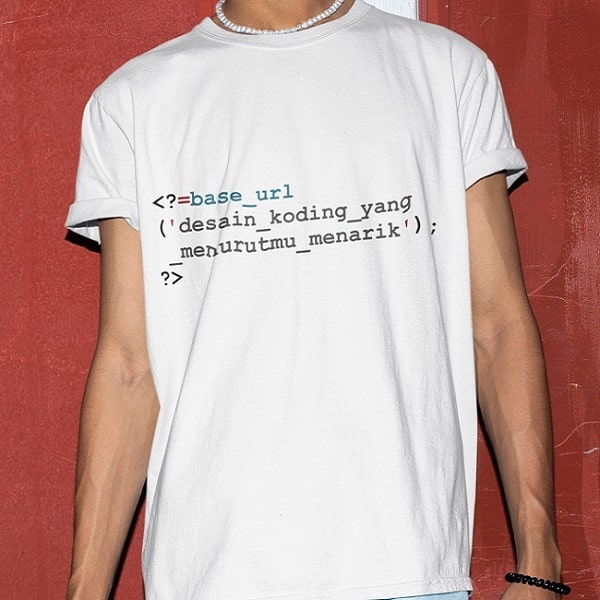 <?=base_url
('desain_koding_yang
_menurutmu_menarik');
?>